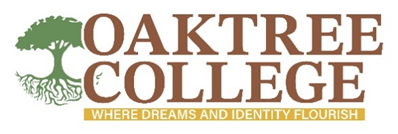 OAKTREE
COLLEGE
WHERE DREAMS AND IDENTITY FLOURISH